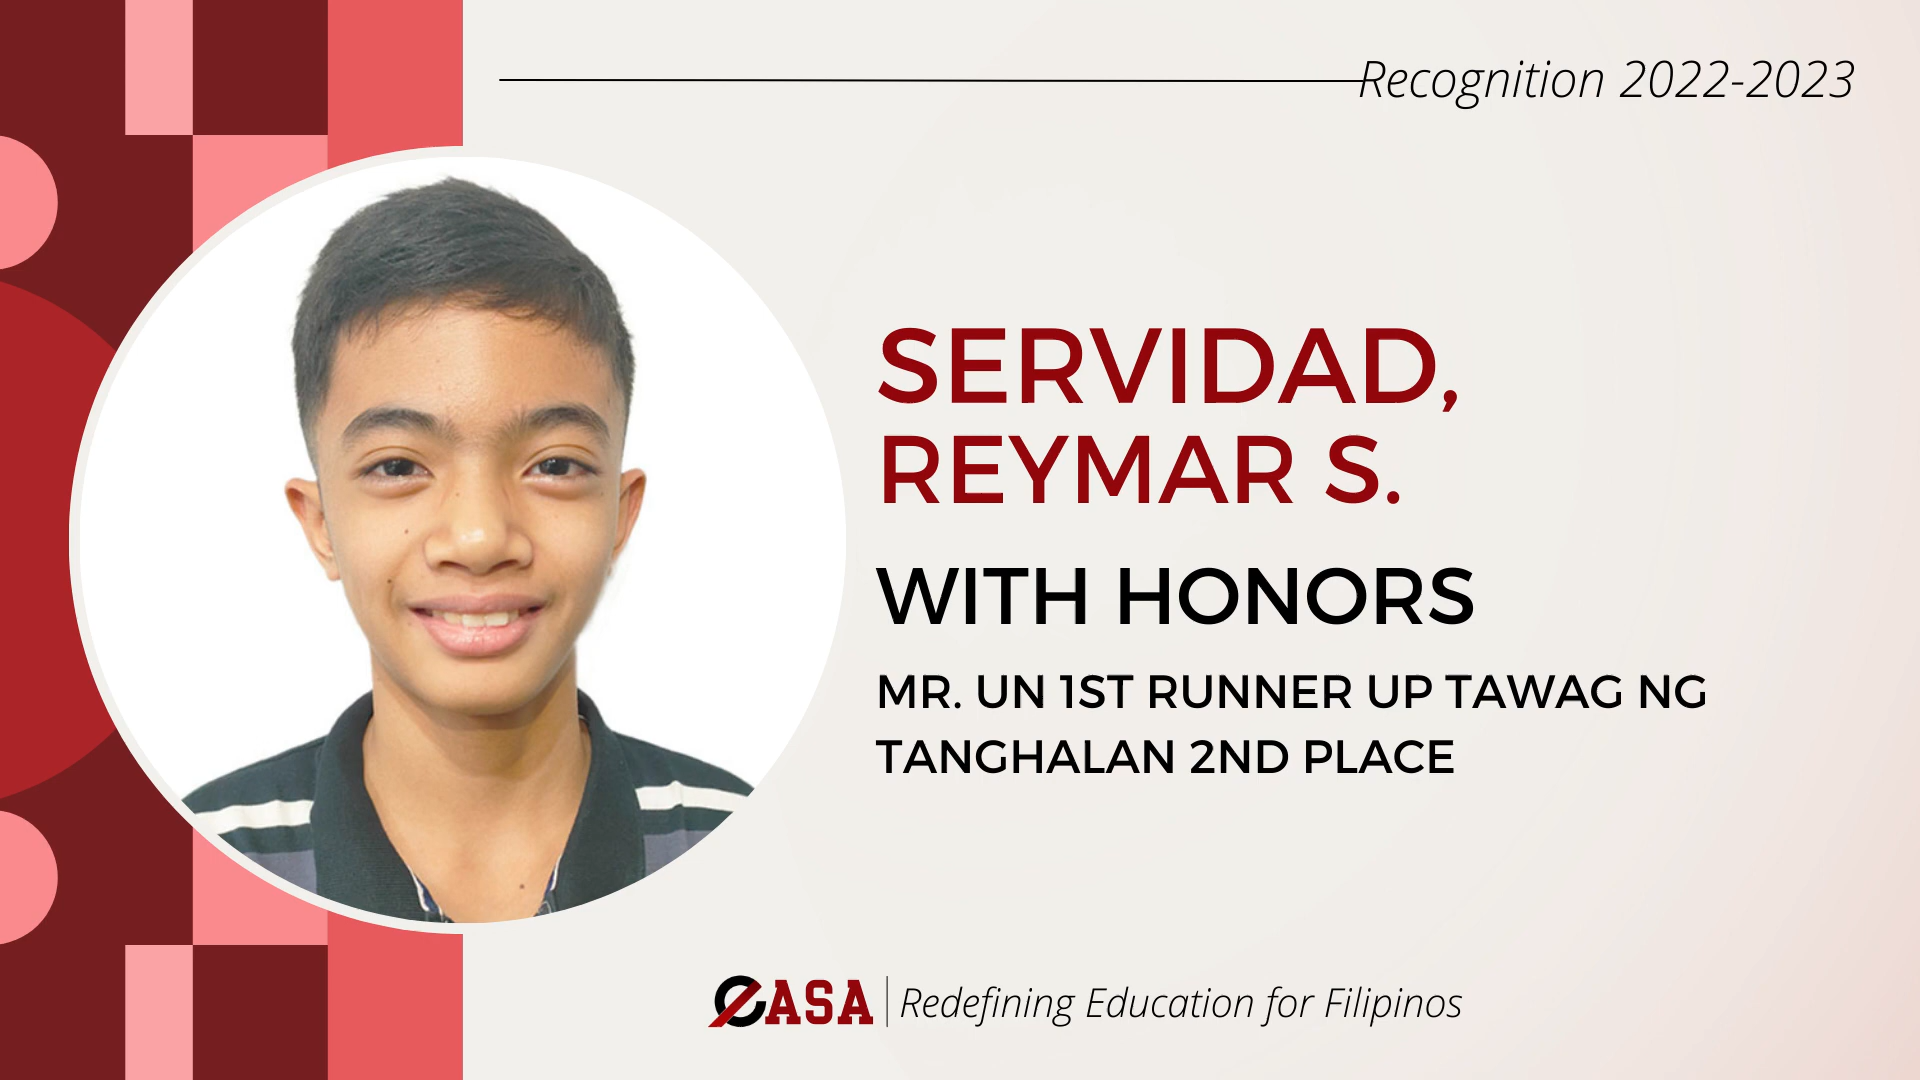 Recognition 2022-2023
SERVIDAD,
REYMAR S.
WITH HONORS
MR. UN 1ST RUNNER UP TAWAG NG
TANGHALAN 2ND PLACE
eASA Redefining Education for Filipinos